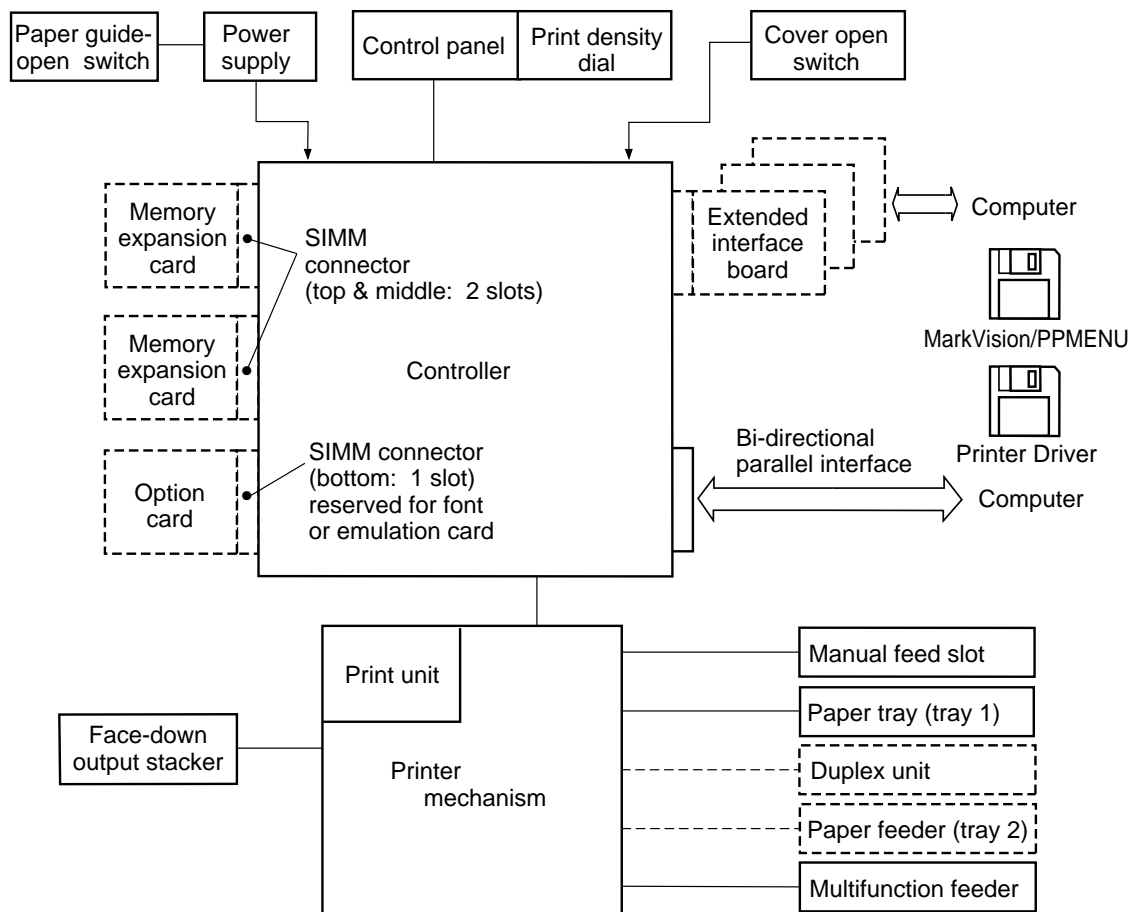 Paper guide-
open switch
Power
supply
Control panel
Print density
dial
Cover open
switch
Memory
expansion
card
SIMM
connector
(top & middle: 2 slots)
Extended
interface
board
Computer
MarkVision/PPMENU
Memory
expansion
card
Controller
Option
card
SIMM connector
(bottom: 1 slot)
reserved for font
or emulation card
Bi-directional
parallel interface
Printer Driver
Computer
Print unit
Printer
mechanism
Face-down
output stacker
Manual feed slot
Paper tray (tray 1)
Duplex unit
Paper feeder (tray 2)
Multifunction feeder